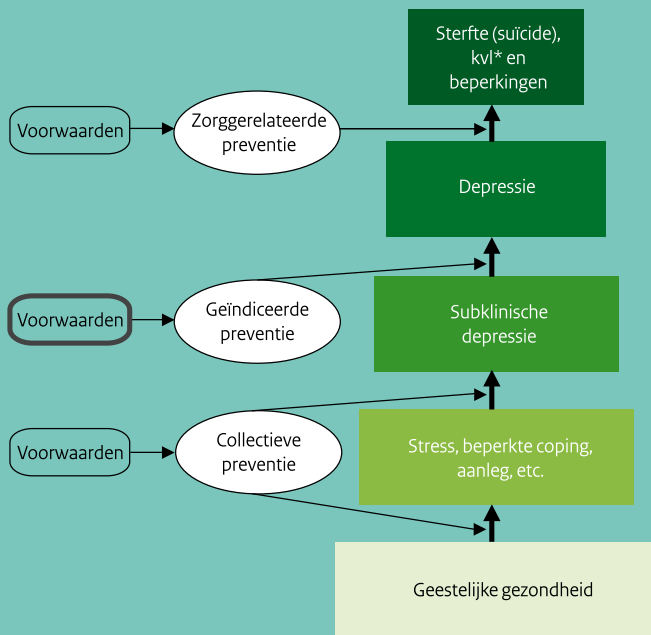 Sterfte (suïcide),
kvl* en
beperkingen
Voorwaarden
Zorggerelateerde
preventie
Depressie
Voorwaarden
Geïndiceerde
preventie
Subklinische
depressie
Voorwaarden
Collectieve
preventie
Stress, beperkte coping,
aanleg, etc.
Geestelijke gezondheid